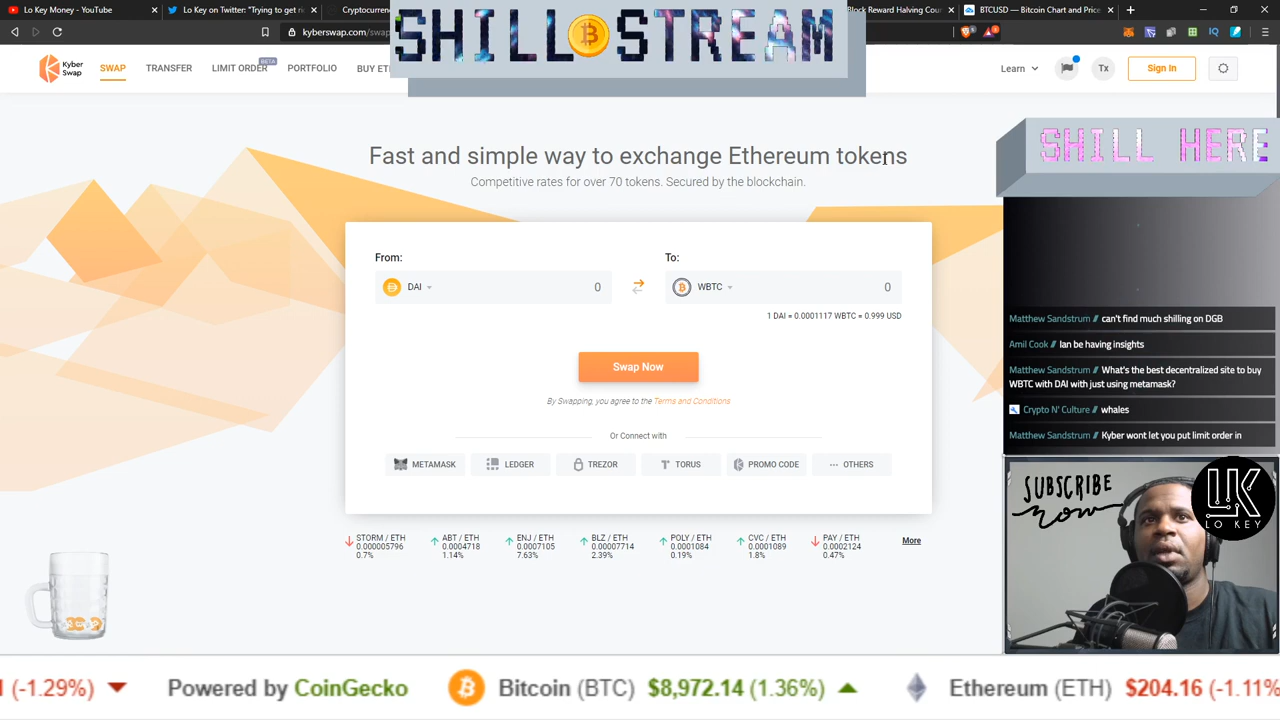 Lo Key Money - YouTube
Lo Key on Twitter: "Trying to get ri
Cryptocurren
Block Reward Halving Coun
BTCUSD — Bitcoin Chart and Price
kyberswap.com/swap
SHILL STREAM
Kyber Swap
SWAP
TRANSFER
LIMIT ORDER
BETA
PORTFOLIO
BUY ET
Learn
Tx
Sign In
SHILL HERE
Fast and simple way to exchange Ethereum tokens
Competitive rates for over 70 tokens. Secured by the blockchain.
From:
To:
DAI
0
WBTC
0
1 DAI = 0.0001117 WBTC = 0.999 USD
Swap Now
By Swapping, you agree to the Terms and Conditions
Or Connect with
METAMASK
LEDGER
TREZOR
TORUS
PROMO CODE
OTHERS
STORM / ETH
0.000005796
0.7%
ABT / ETH
0.0004718
1.14%
ENJ / ETH
0.0007105
7.63%
BLZ / ETH
0.00007714
2.39%
POLY / ETH
0.0001084
0.19%
CVC / ETH
0.0001089
1.8%
PAY / ETH
0.0002124
0.47%
More
Matthew Sandstrum // can't find much shilling on DGB
Amil Cook // Ian be having insights
Matthew Sandstrum // What's the best decentralized site to buy
WBTC with DAI with just using metamask?
Crypto N' Culture // whales
Matthew Sandstrum // Kyber wont let you put limit order in
SUBSCRIBE
now
LK
LO KEY
(-1.29%)
Powered by CoinGecko
Bitcoin (BTC) $8,972.14 (1.36%)
Ethereum (ETH) $204.16 (-1.11%